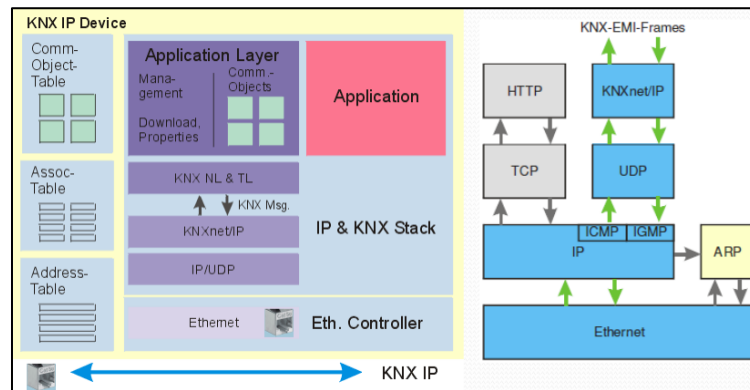 KNX IP Device
Comm-
Object-
Table
Assoc-
Table
Address-
Table
Application Layer
Mana-
gement
Download,
Properties
Comm.-
Objects
Application
KNX NL & TL
KNX Msg.
KNXnet/IP
IP/UDP
IP & KNX Stack
Ethernet
Eth. Controller
KNX IP
KNX-EMI-Frames
HTTP
KNXnet/IP
TCP
UDP
ICMP
IGMP
IP
ARP
Ethernet